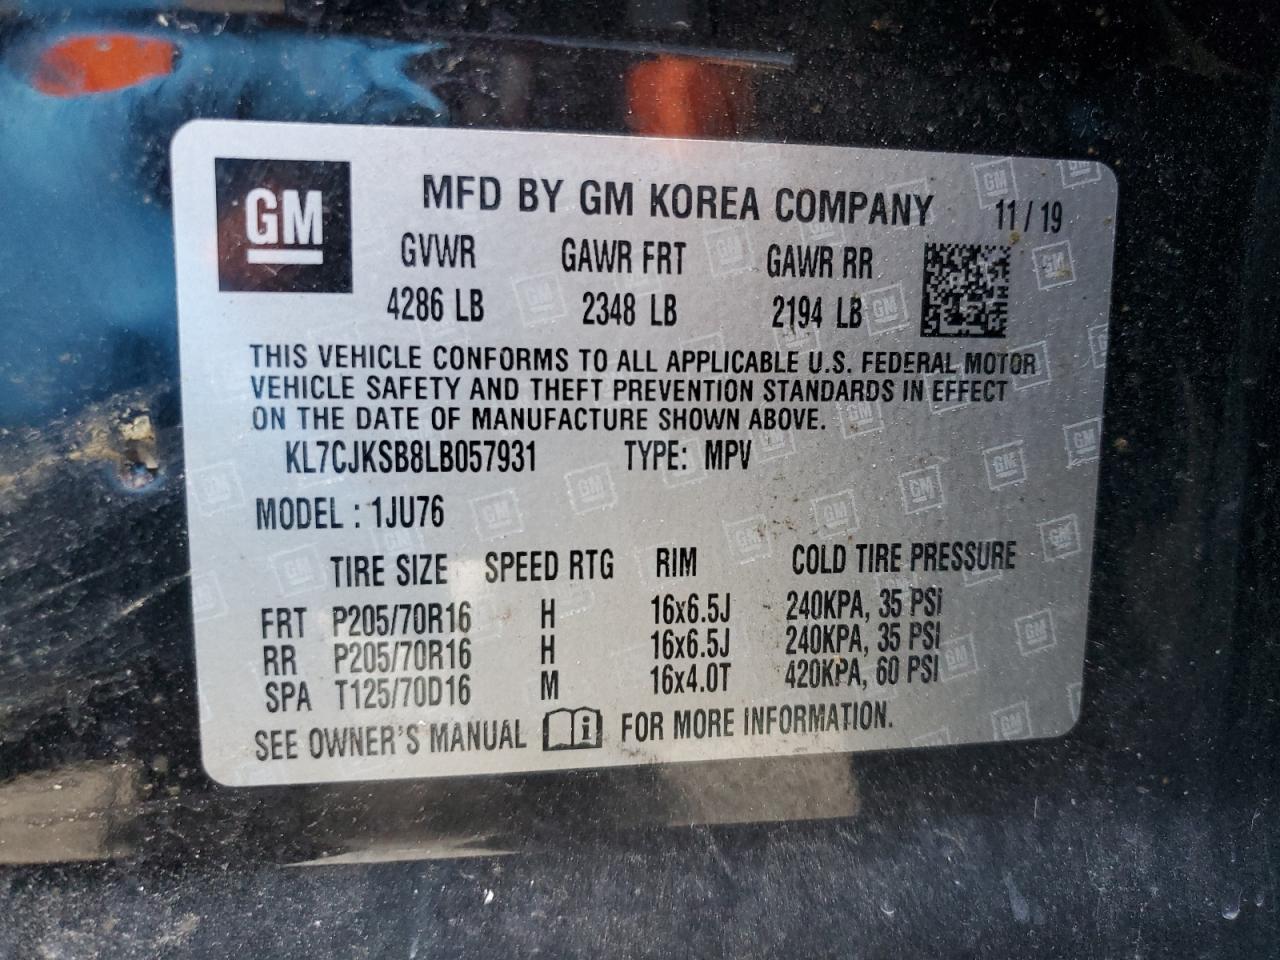 GM
MFD BY GM KOREA COMPANY 11 / 19
GVWR GAWR FRT GAWR RR
4286 LB 2348 LB 2194 LB
THIS VEHICLE CONFORMS TO ALL APPLICABLE U.S. FEDERAL MOTOR
VEHICLE SAFETY AND THEFT PREVENTION STANDARDS IN EFFECT
ON THE DATE OF MANUFACTURE SHOWN ABOVE.
KL7CJKSB8LB057931 TYPE: MPV
MODEL : 1JU76
TIRE SIZE SPEED RTG RIM COLD TIRE PRESSURE
FRT P205/70R16 H 16x6.5J 240KPA, 35 PSi
RR P205/70R16 H 16x6.5J 240KPA, 35 PSI
SPA T125/70D16 M 16x4.0T 420KPA, 60 PSI
SEE OWNER'S MANUAL i FOR MORE INFORMATION.